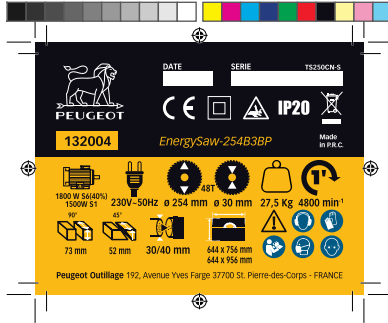 DATE
SERIE
TS250CN-S
PEUGEOT
CE
IP20
132004
EnergySaw-254B3BP
Made
in P.R.C.
1800 W S6(40%)
1500W S1
230V~50Hz
ø 254 mm
48T
ø 30 mm
27,5 Kg
1'
4800 min-1
90°
45°
73 mm
52 mm
30/40 mm
644 x 756 mm
644 x 956 mm
Peugeot Outillage 192, Avenue Yves Farge 37700 St. Pierre-des-Corps - FRANCE